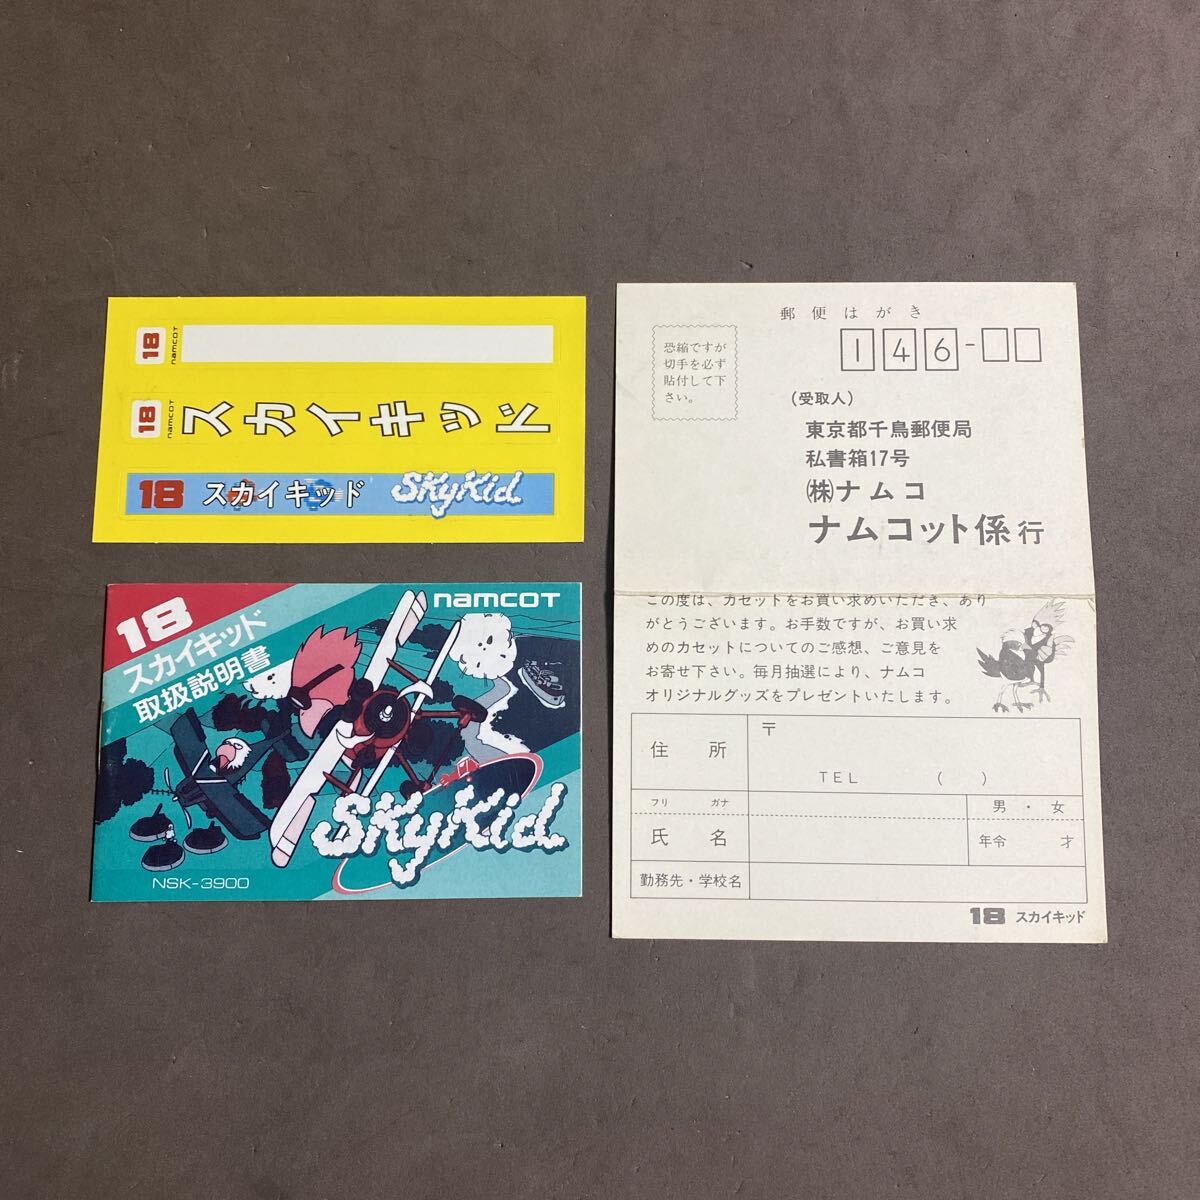 18
namcot
18
namcot
スカイキッド
18 スカイキッド SkyKid
namcot
18
スカイキッド
取扱説明書
SkyKid
NSK-3900
郵便はがき
恐縮ですが
切手を必ず
貼付して下
さい。
146-
(受取人)
東京都千鳥郵便局
私書箱17号
(株)ナムコ
ナムコット係 行
この度は、カセットをお買い求めいただき、あり
がとうございます。お手数ですが、お買い求
めのカセットについてのご感想、ご意見を
お寄せ下さい。毎月抽選により、ナムコ
オリジナルグッズをプレゼントいたします。
住所
〒
TEL ( )
フリ ガナ
男・女
氏名
年令 才
勤務先・学校名
18 スカイキッド